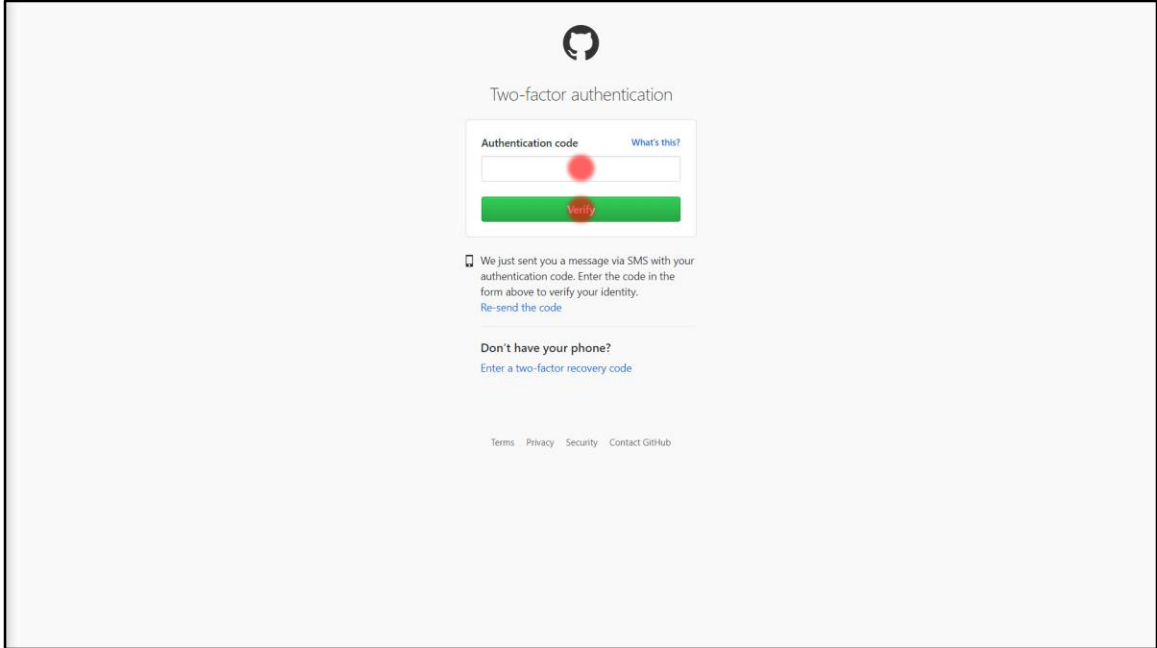 Two-factor authentication
Authentication code
What's this?
Verify
We just sent you a message via SMS with your
authentication code. Enter the code in the
form above to verify your identity.
Re-send the code
Don't have your phone?
Enter a two-factor recovery code
Terms Privacy Security Contact GitHub